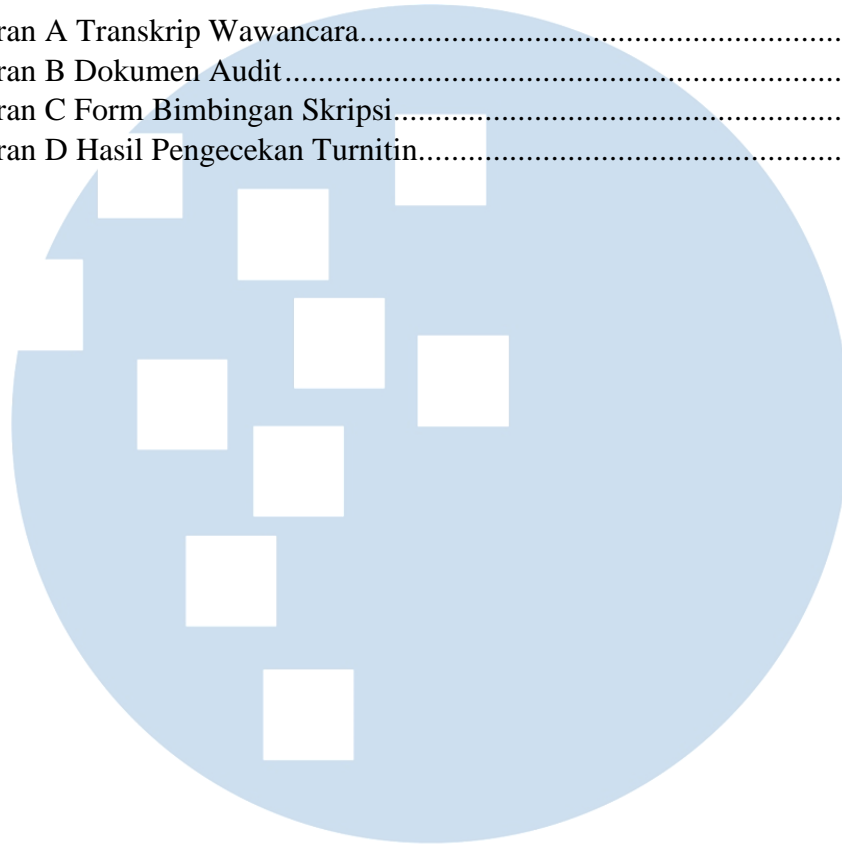 ran A Transkrip Wawancara..........................................................................
ran B Dokumen Audit....................................................................................
ran C Form Bimbingan Skripsi.....................................................................
ran D Hasil Pengecekan Turnitin..................................................................